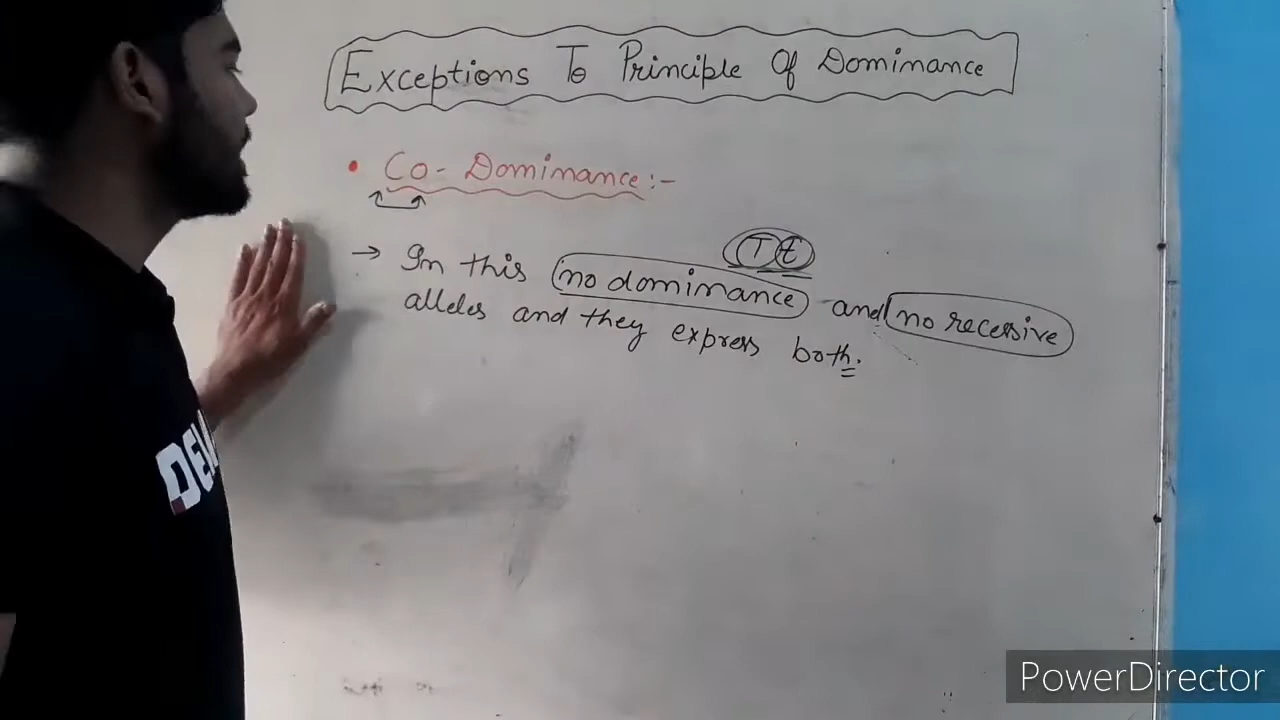 Exceptions To Principle Of Dominance
• Co-Dominance :-
T t
→ In this no dominance and no recessive
alleles and they express both.
PowerDirector